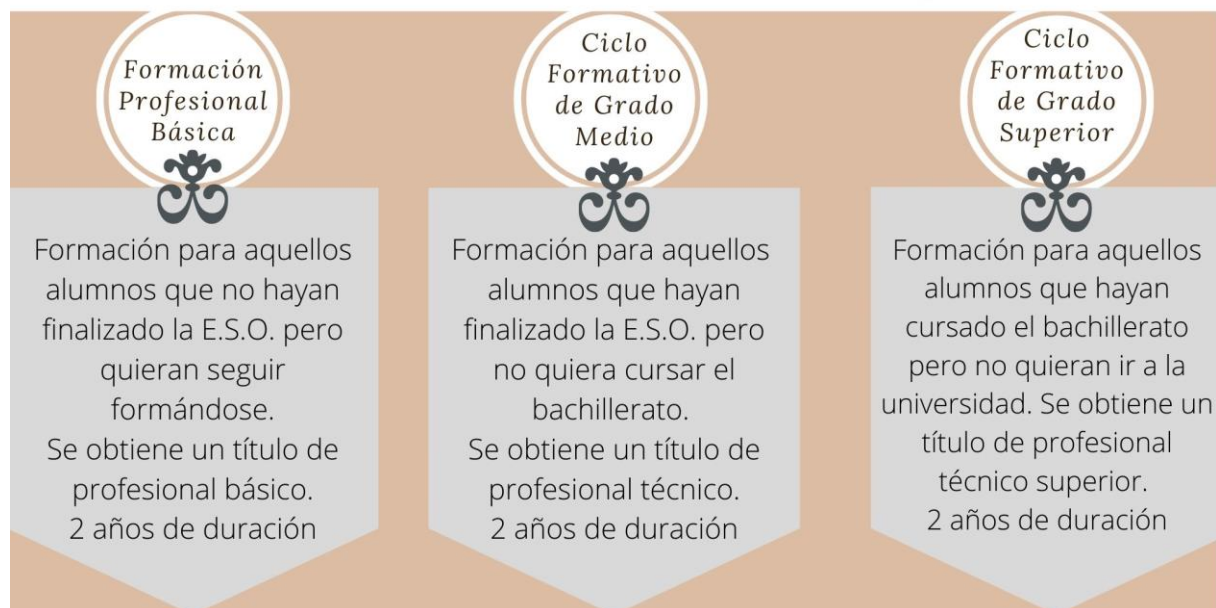 Formación
Profesional
Básica
Formación para aquellos
alumnos que no hayan
finalizado la E.S.O. pero
quieran seguir
formándose.
Se obtiene un título de
profesional básico.
2 años de duración
Ciclo
Formativo
de Grado
Medio
Formación para aquellos
alumnos que hayan
finalizado la E.S.O. pero
no quiera cursar el
bachillerato.
Se obtiene un título de
profesional técnico.
2 años de duración
Ciclo
Formativo
de Grado
Superior
Formación para aquellos
alumnos que hayan
cursado el bachillerato
pero no quieran ir a la
universidad. Se obtiene un
título de profesional
técnico superior.
2 años de duración